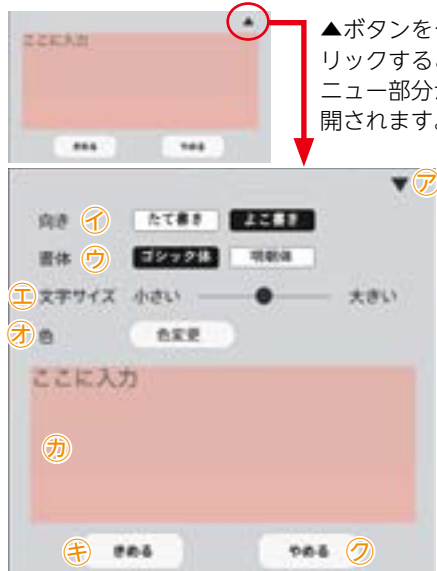 ▲
ここに入力
きめる やめる
▲ボタンをク
リックする
ニュー部分
開されます
▼ ㋐
向き ㋑ たて書き よこ書き
書体 ㋒ ゴシック体 明朝体
㋓ 文字サイズ 小さい 大きい
㋔ 色 色変更
ここに入力
㋕
㋖ きめる やめる ㋗